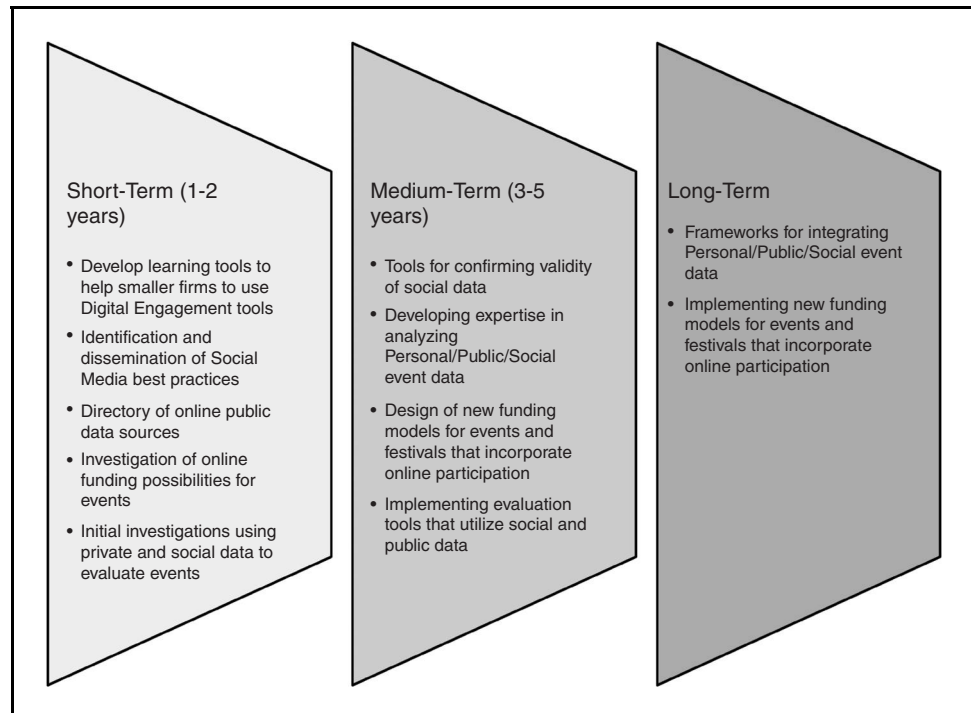 Short-Term (1-2
years)
• Develop learning tools to
help smaller firms to use
Digital Engagement tools
• Identification and
dissemination of Social
Media best practices
• Directory of online public
data sources
• Investigation of online
funding possibilities for
events
• Initial investigations using
private and social data to
evaluate events
Medium-Term (3-5
years)
• Tools for confirming validity
of social data
• Developing expertise in
analyzing
Personal/Public/Social
event data
• Design of new funding
models for events and
festivals that incorporate
online participation
• Implementing evaluation
tools that utilize social and
public data
Long-Term
• Frameworks for integrating
Personal/Public/Social event
data
• Implementing new funding
models for events and
festivals that incorporate
online participation